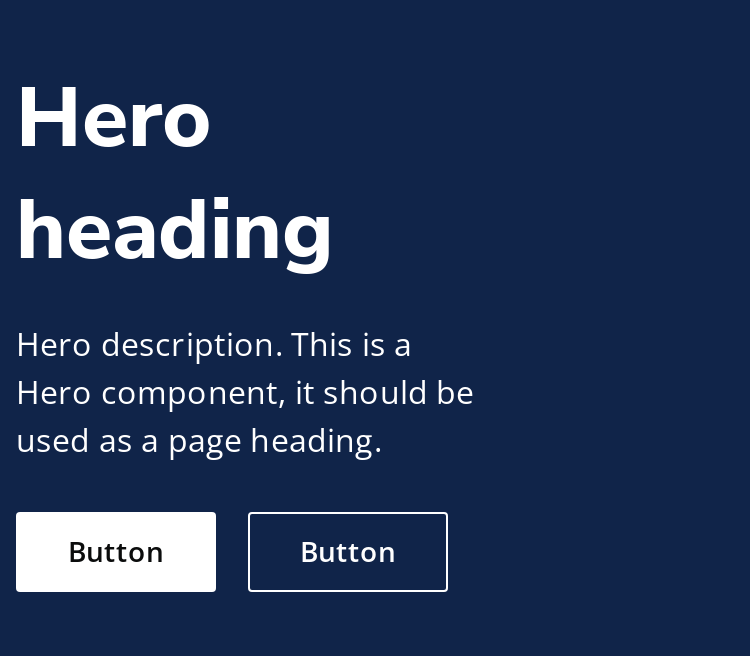 Hero
heading
Hero description. This is a
Hero component, it should be
used as a page heading.
Button Button